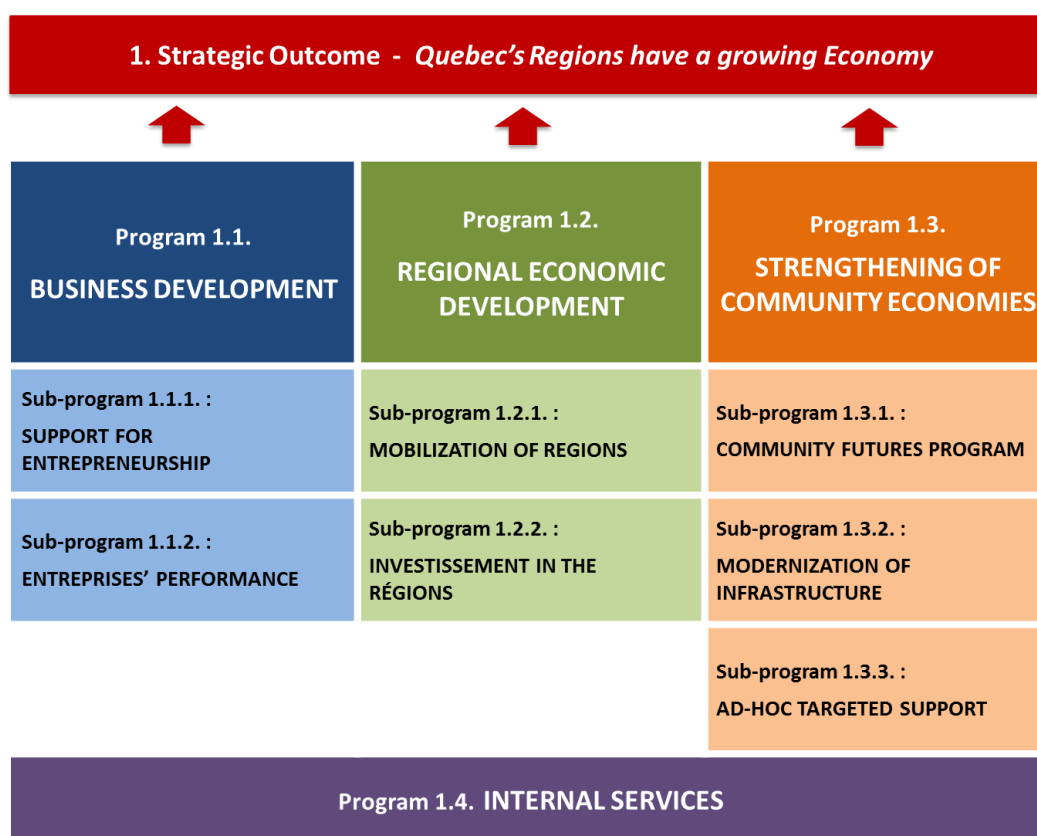 1. Strategic Outcome - Quebec's Regions have a growing Economy
Program 1.1.
BUSINESS DEVELOPMENT
Program 1.2.
REGIONAL ECONOMIC
DEVELOPMENT
Program 1.3.
STRENGTHENING OF
COMMUNITY ECONOMIES
Sub-program 1.1.1. :
SUPPORT FOR
ENTREPRENEURSHIP
Sub-program 1.2.1. :
MOBILIZATION OF REGIONS
Sub-program 1.3.1. :
COMMUNITY FUTURES PROGRAM
Sub-program 1.1.2. :
ENTREPRISES’ PERFORMANCE
Sub-program 1.2.2. :
INVESTISSEMENT IN THE
RÉGIONS
Sub-program 1.3.2. :
MODERNIZATION OF
INFRASTRUCTURE
Sub-program 1.3.3. :
AD-HOC TARGETED SUPPORT
Program 1.4. INTERNAL SERVICES